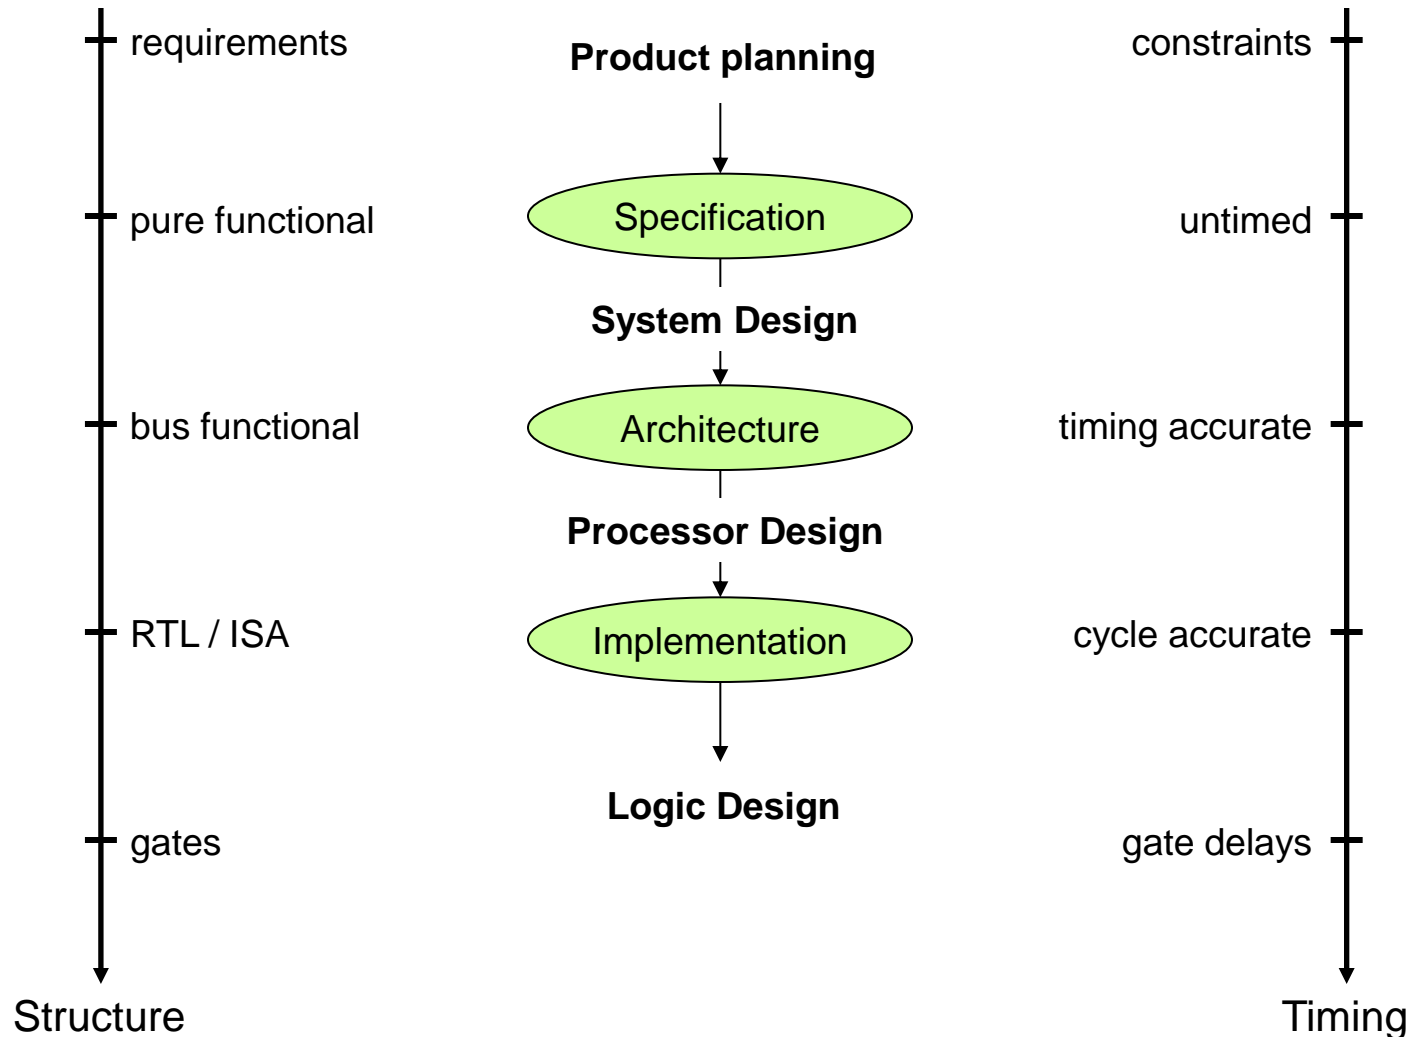 requirements
Product planning
constraints
pure functional
Specification
untimed
System Design
bus functional
Architecture
timing accurate
Processor Design
RTL / ISA
Implementation
cycle accurate
Logic Design
gates
gate delays
Structure
Timing